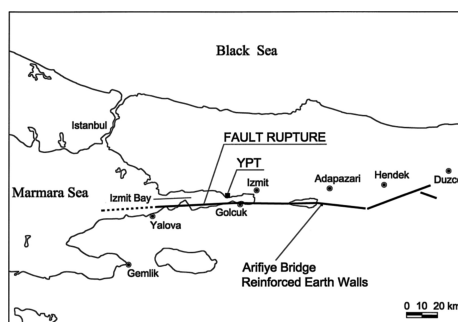 Black Sea
Istanbul
FAULT RUPTURE
YPT
Izmit
Adapazari
Hendek
Duzce
Marmara Sea
Izmit Bay
Golcuk
Yalova
Gemlik
Arifiye Bridge
Reinforced Earth Walls
0 10 20 km